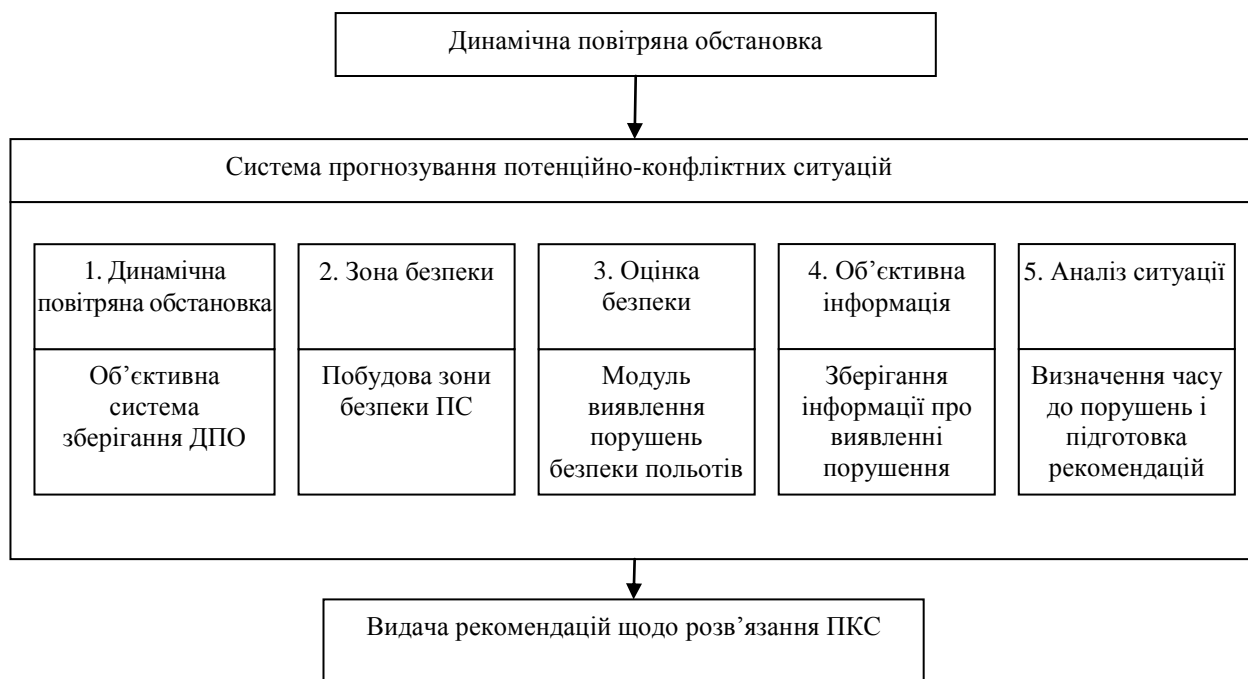 Динамічна повітряна обстановка
Система прогнозування потенційно-конфліктних ситуацій
1. Динамічна
повітряна обстановка
Об’єктивна
система
зберігання ДПО
2. Зона безпеки
Побудова зони
безпеки ПС
3. Оцінка
безпеки
Модуль
виявлення
порушень
безпеки польотів
4. Об’єктивна
інформація
Зберігання
інформації про
виявленні
порушення
5. Аналіз ситуації
Визначення часу
до порушень і
підготовка
рекомендацій
Видача рекомендацій щодо розв’язання ПКС